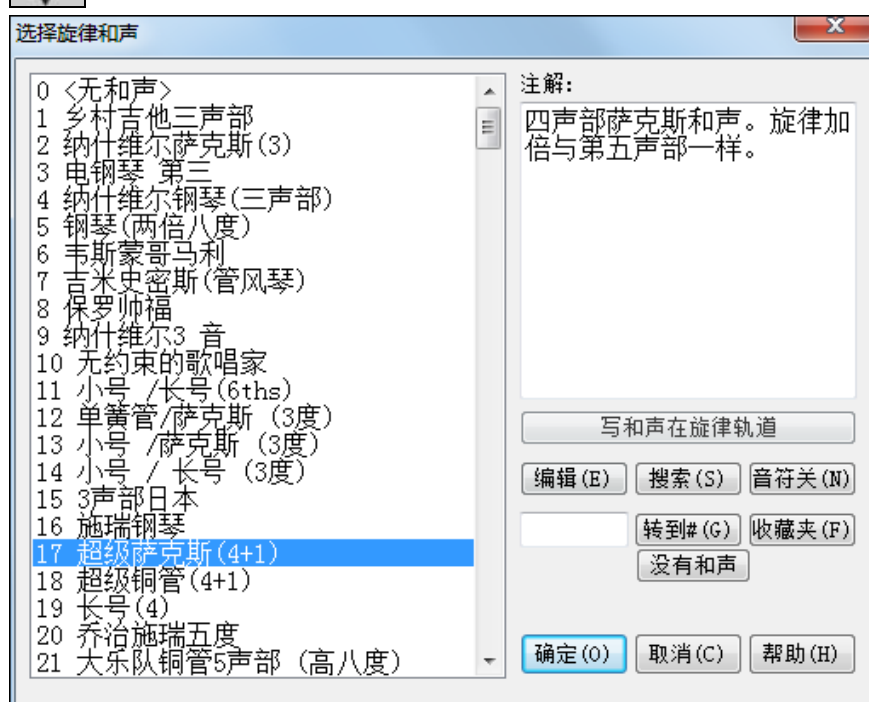 选择旋律和声
0 <无和声>
1 乡村吉他三声部
2 纳什维尔萨克斯(3)
3 电钢琴 第三
4 纳什维尔钢琴(三声部)
5 钢琴(两倍八度)
6 韦斯蒙哥马利
7 吉米史密斯(管风琴)
8 保罗帅福
9 纳什维尔3 音
10 无约束的歌唱家
11 小号 /长号(6ths)
12 单簧管/萨克斯 (3度)
13 小号 /萨克斯 (3度)
14 小号 / 长号 (3度)
15 3声部日本
16 施瑞钢琴
17 超级萨克斯(4+1)
18 超级铜管(4+1)
19 长号(4)
20 乔治施瑞五度
21 大乐队铜管5声部 (高八度)
注解:
四声部萨克斯和声。旋律加
倍与第五声部一样。
写和声在旋律轨道
编辑(E) 搜索(S) 音符关(N)
转到#(G) 收藏夹(F)
没有和声
确定(O) 取消(C) 帮助(H)